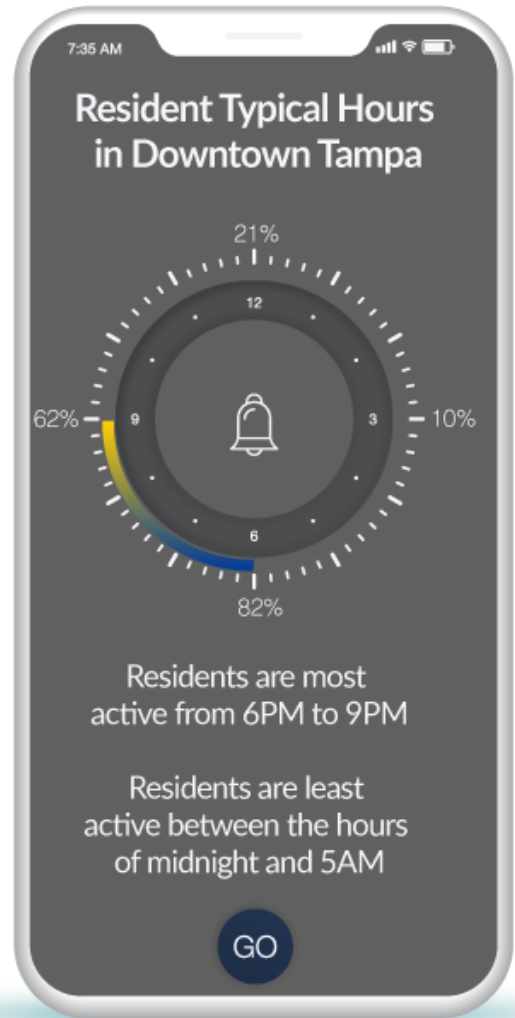 7:35 AM
Resident Typical Hours
in Downtown Tampa
21%
12
62%
9
3
10%
6
82%
Residents are most
active from 6PM to 9PM
Residents are least
active between the hours
of midnight and 5AM
GO